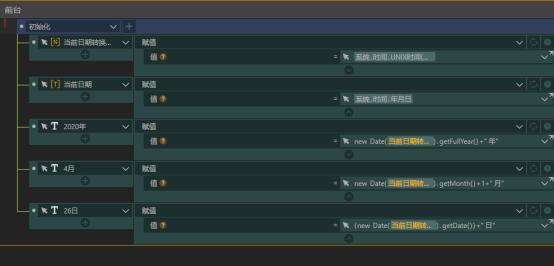 前台
初始化
[N] 当前日期转换... 赋值
值 = 系统.时间.UNIX时间(...
[T] 当前日期 赋值
值 = 系统.时间.年月日
T 2020年 赋值
值 = new Date(当前日期转...).getFullYear()+" 年"
T 4月 赋值
值 = new Date(当前日期转...).getMonth()+1+" 月"
T 26日 赋值
值 = (new Date(当前日期转...).getDate())+" 日"